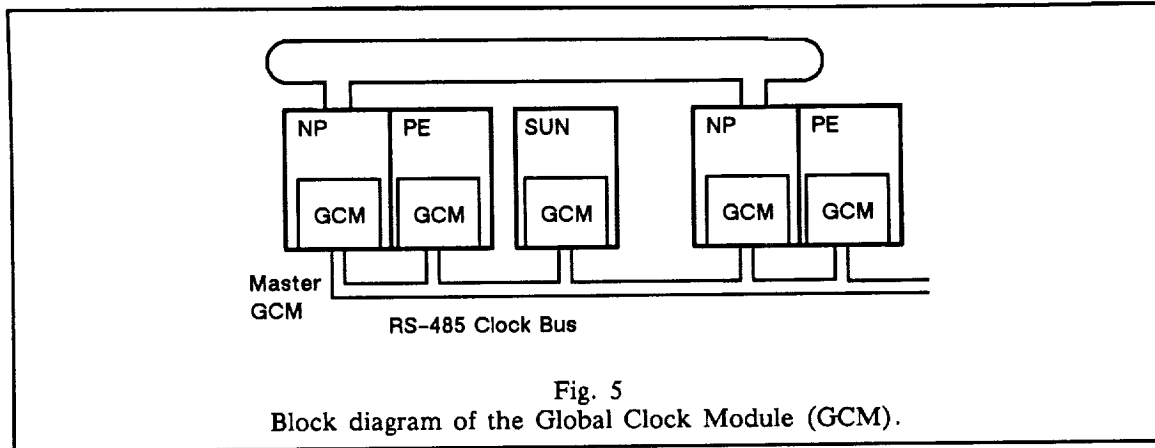 NP PE SUN NP PE
GCM GCM GCM GCM GCM
Master
GCM
RS-485 Clock Bus
Fig. 5
Block diagram of the Global Clock Module (GCM).